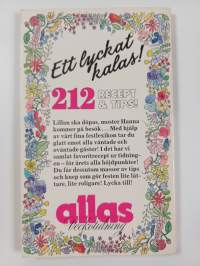 Ett lyckat
kalas!
212 RECEPT
& TIPS!
Lillan ska döpas, moster Hanna
kommer på besök... Med hjälp
av vårt fina festlexikon tar du
glatt emot alla väntade och
oväntade gäster! I det har vi
samlat favoritrecept ur tidning-
en – för årets alla höjdpunkter!
Du får dessutom massor av tips
och knep som gör festen lite lät-
tare, lite roligare! Lycka till!
allas
veckotidning